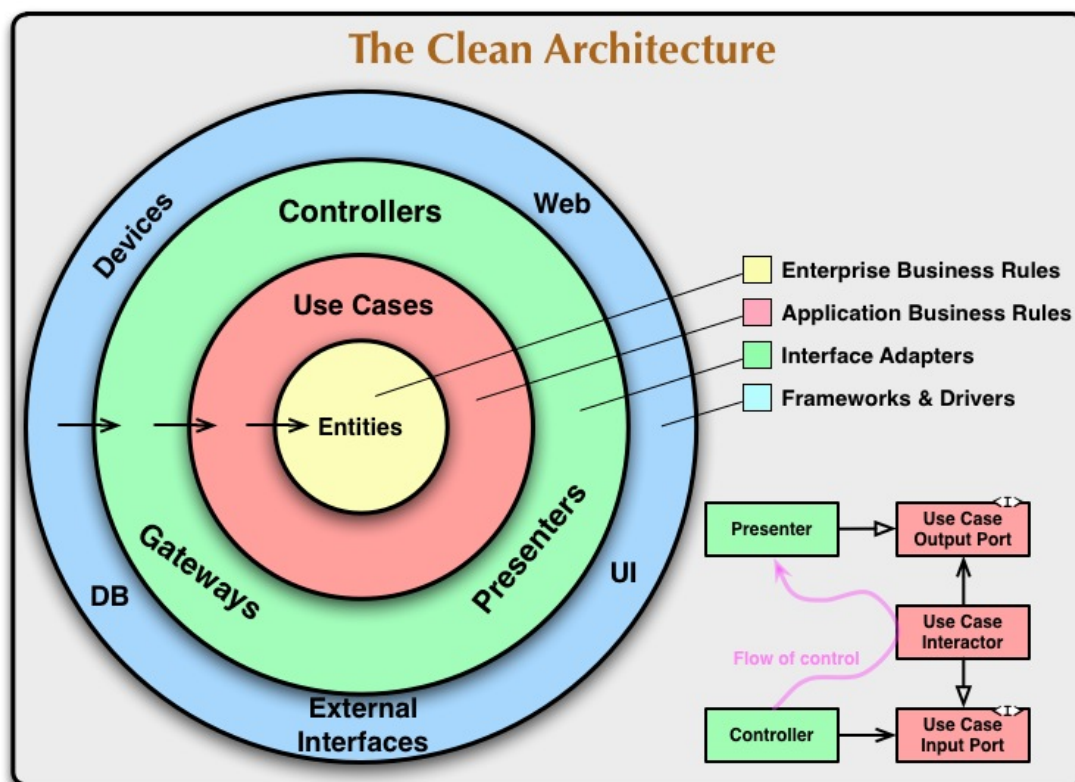 The Clean Architecture
Devices
Web
Controllers
Use Cases
Entities
Gateways
Presenters
DB
UI
External
Interfaces
Enterprise Business Rules
Application Business Rules
Interface Adapters
Frameworks & Drivers
Presenter
<I>
Use Case
Output Port
Use Case
Interactor
Flow of control
Controller
<I>
Use Case
Input Port